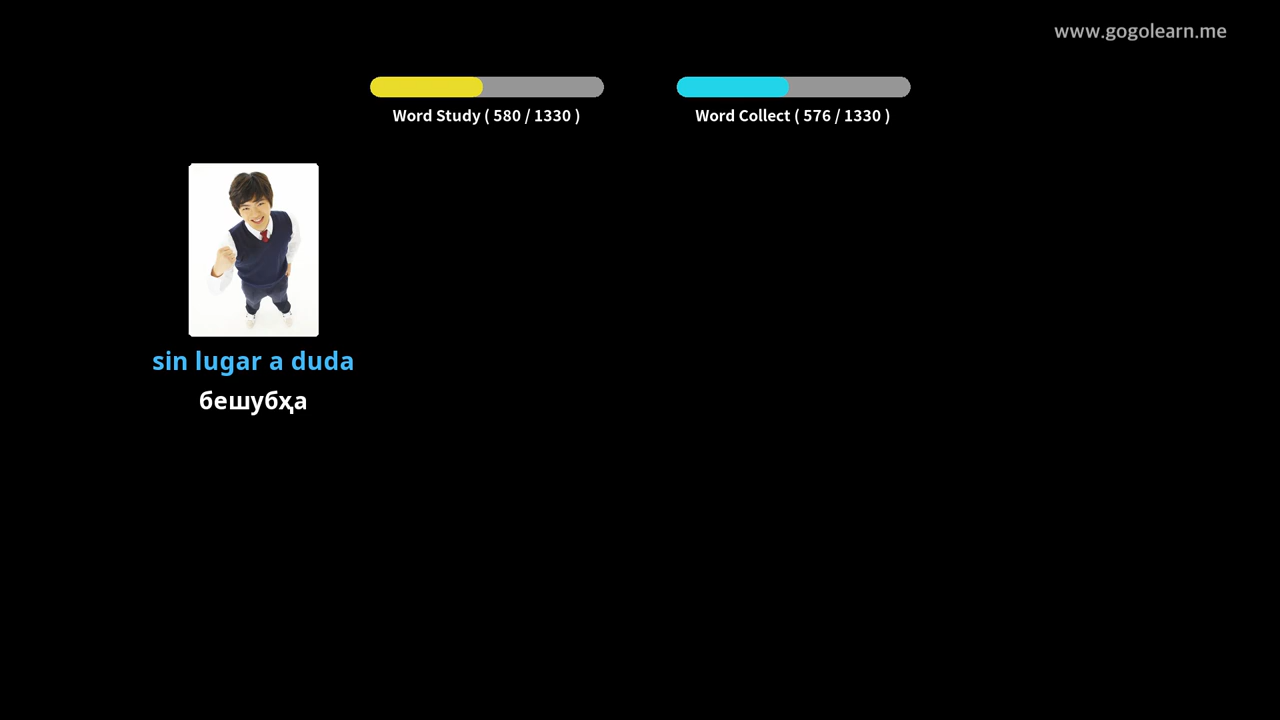 www.gogolearn.me
Word Study ( 580 / 1330 )
Word Collect ( 576 / 1330 )
sin lugar a duda
бешубҳа